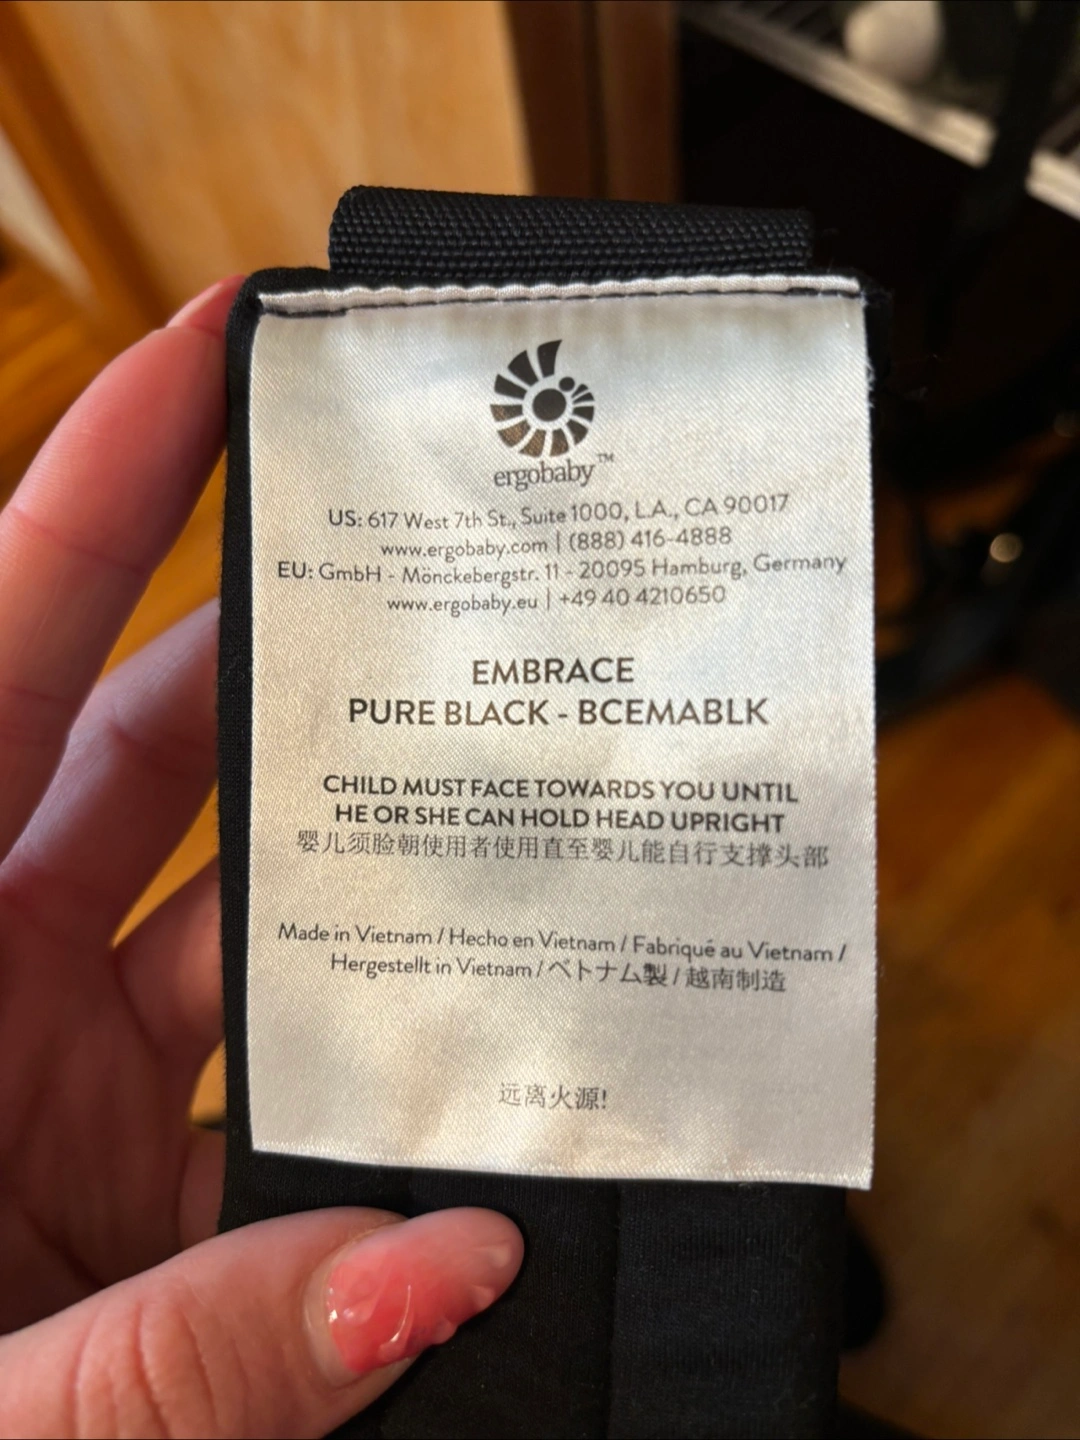 ergobaby™
US: 617 West 7th St., Suite 1000, L.A., CA 90017
www.ergobaby.com | (888) 416-4888
EU: GmbH - Mönckebergstr. 11 - 20095 Hamburg, Germany
www.ergobaby.eu | +49 40 4210650
EMBRACE
PURE BLACK - BCEMABLK
CHILD MUST FACE TOWARDS YOU UNTIL
HE OR SHE CAN HOLD HEAD UPRIGHT
婴儿须脸朝使用者使用直至婴儿能自行支撑头部
Made in Vietnam / Hecho en Vietnam / Fabriqué au Vietnam /
Hergestellt in Vietnam / ベトナム製 / 越南制造
远离火源!